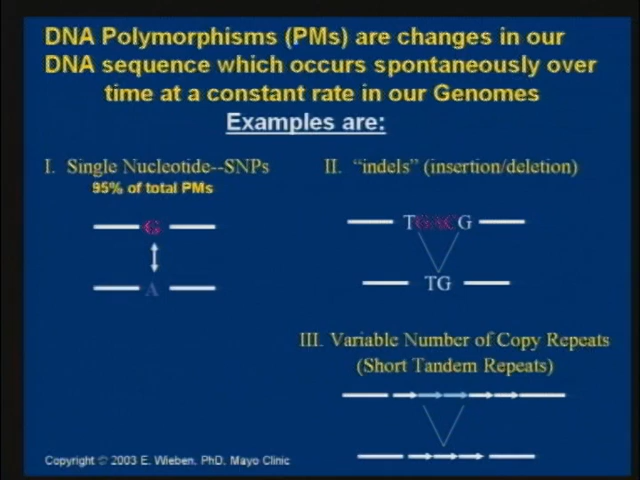 DNA Polymorphisms (PMs) are changes in our
DNA sequence which occurs spontaneously over
time at a constant rate in our Genomes
Examples are:
I. Single Nucleotide--SNPs
95% of total PMs
G
A
II. “indels” (insertion/deletion)
TGACG
TG
III. Variable Number of Copy Repeats
(Short Tandem Repeats)
Copyright © 2003 E. Wieben, PhD, Mayo Clinic